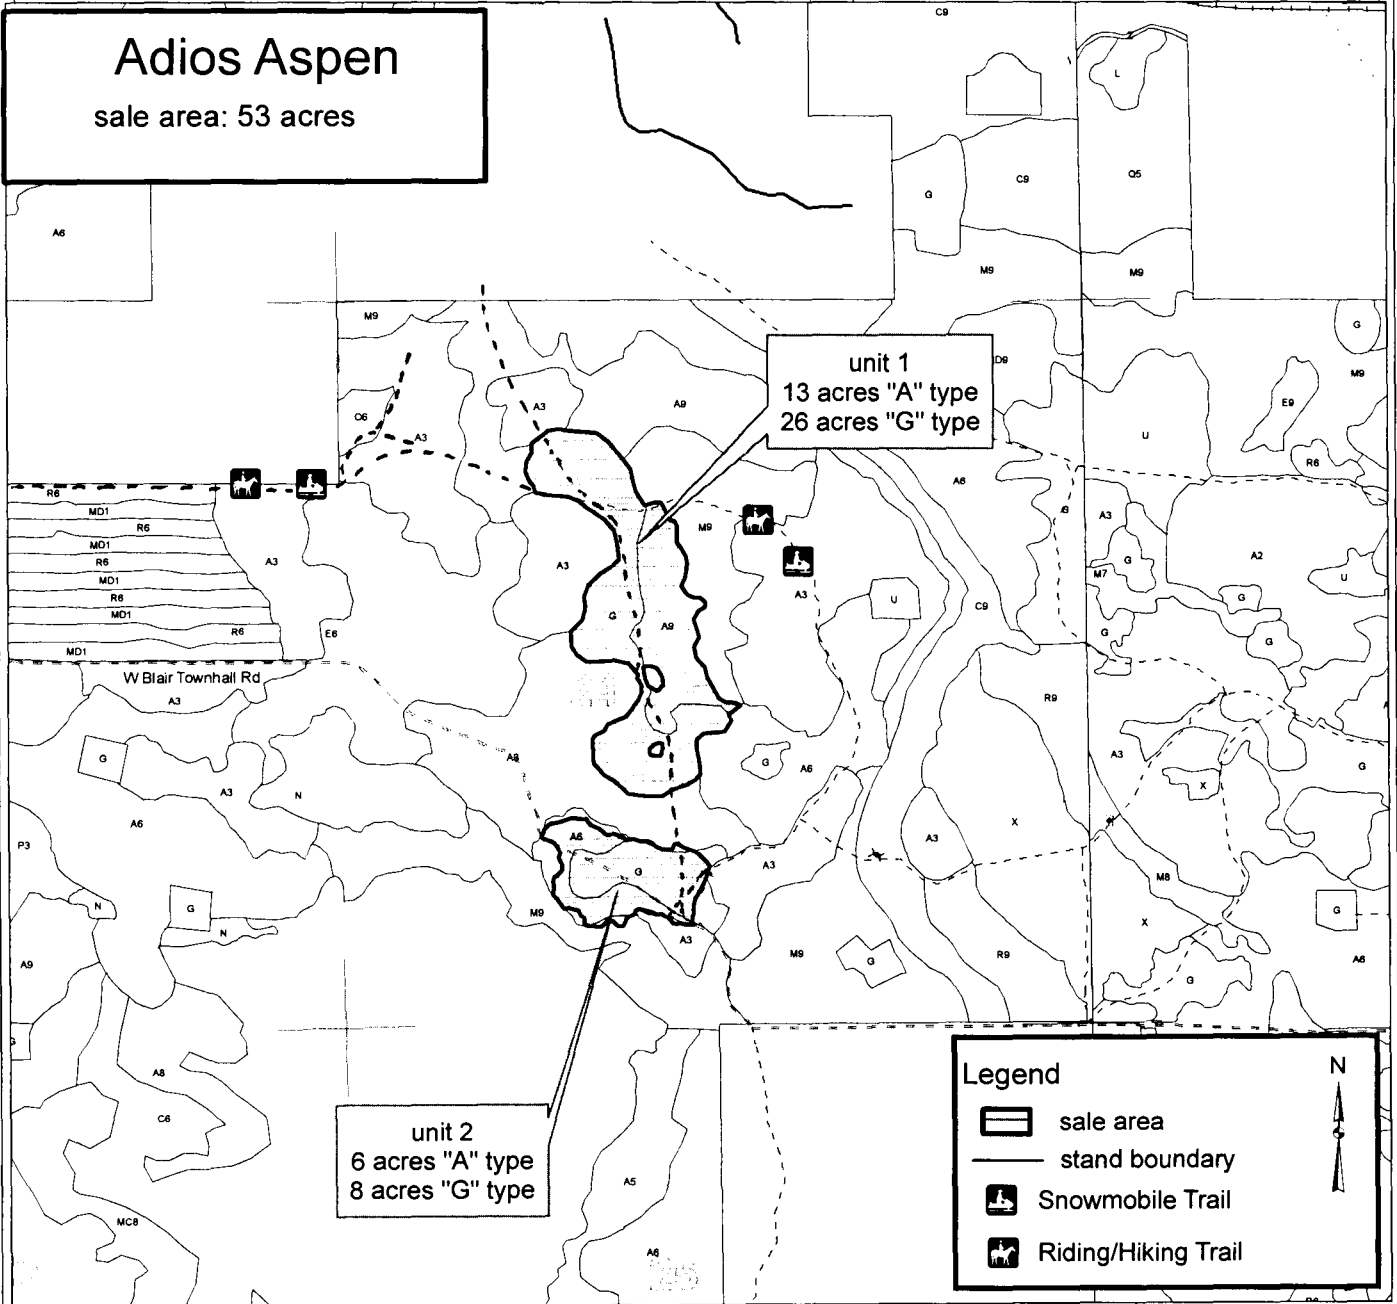 Adios Aspen
sale area: 53 acres
C9
L
G
C9
Q5
A6
M9
M9
M9
G
unit 1
13 acres "A" type
26 acres "G" type
M9
A3
A9
E9
O6
A3
U
R6
R6
A6
MD1
G
A3
R6
M9
MD1
A3
A3
G
A2
R6
M7
U
MD1
A3
R6
U
G
C9
MD1
G
A9
R6
E6
G
G
MD1
W Blair Townhall Rd
A3
R9
G
A8
G
A6
A3
G
A3
N
X
A6
A6
X
P3
G
A3
A3
M8
N
G
M9
G
N
A3
X
A9
M9
G
R9
A6
G
G
A8
C6
unit 2
6 acres "A" type
8 acres "G" type
A5
MC8
A6
Legend
N
sale area
stand boundary
Snowmobile Trail
Riding/Hiking Trail